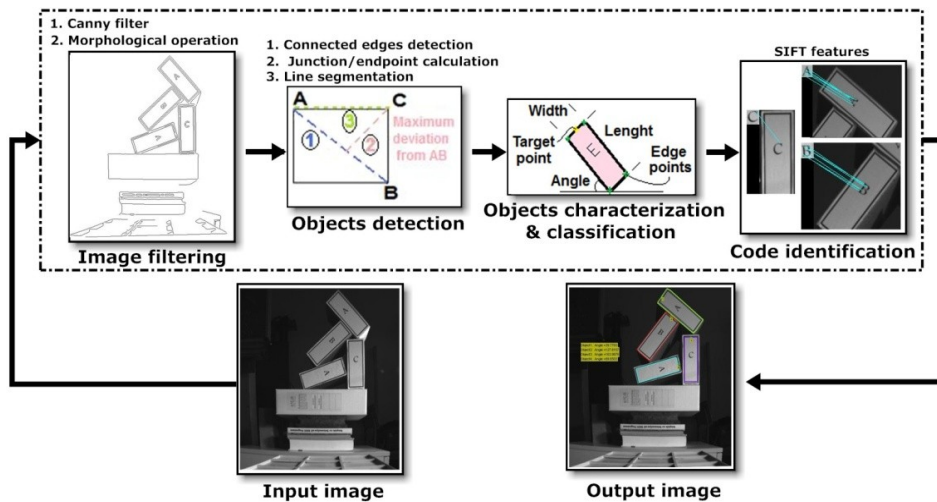 1. Canny filter
2. Morphological operation
Image filtering
1. Connected edges detection
2. Junction/endpoint calculation
3. Line segmentation
A
C
3
Maximum
deviation
from AB
1
2
B
Objects detection
Width
Target
point
Lenght
E
Edge
points
Angle
Objects characterization
& classification
SIFT features
A
C
C
B
B
Code identification
A
B
C
A
Input image
A
B
C
A
Output image